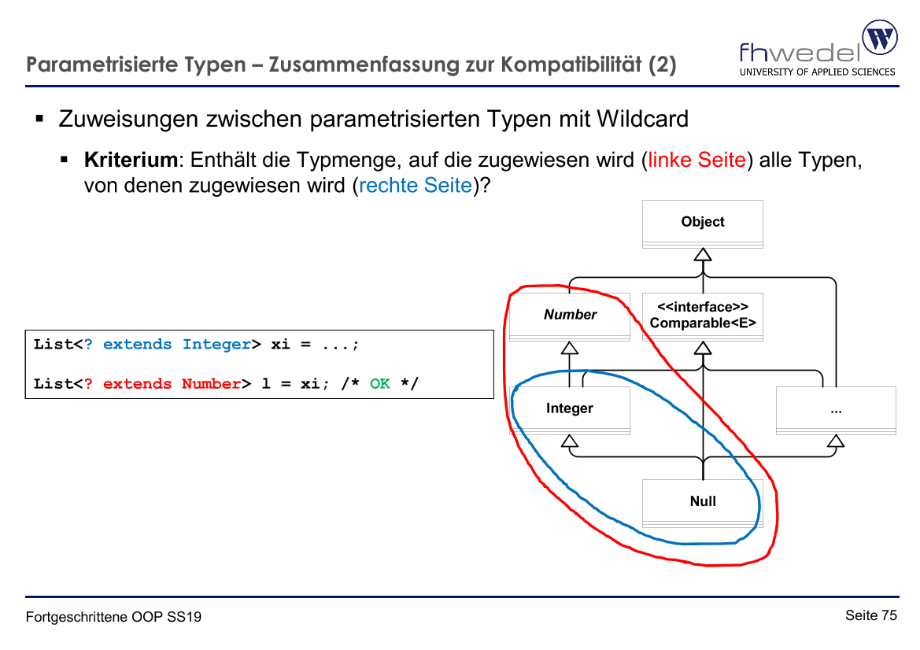 Parametrisierte Typen – Zusammenfassung zur Kompatibilität (2)
fhwedel
W
UNIVERSITY OF APPLIED SCIENCES
▪ Zuweisungen zwischen parametrisierten Typen mit Wildcard
▪ Kriterium: Enthält die Typmenge, auf die zugewiesen wird (linke Seite) alle Typen,
von denen zugewiesen wird (rechte Seite)?
List<? extends Integer> xi = ...;
List<? extends Number> l = xi; /* OK */
Object
Number
<<interface>>
Comparable<E>
Integer
...
Null
Fortgeschrittene OOP SS19
Seite 75